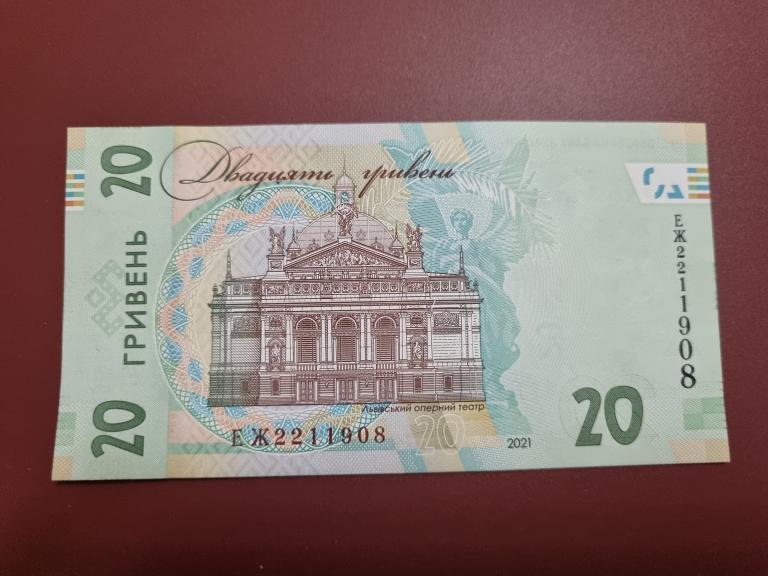 20 ГРИВЕНЬ 20
Двадцять гривень
ЕЖ2211908
Львівський оперний театр
ЕЖ2211908
20
2021
20